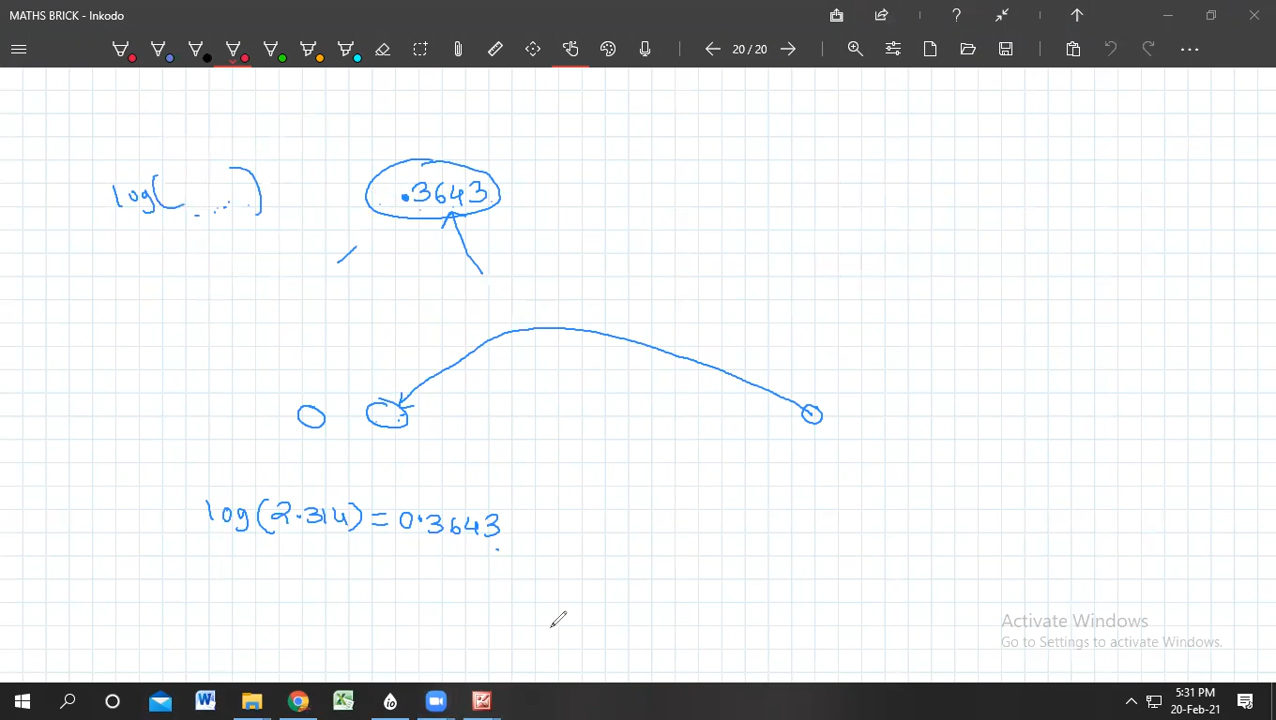 MATHS BRICK - Inkodo
20 / 20
log( )
.3643
log(2.314) = 0.3643
Activate Windows
Go to Settings to activate Windows.
5:31 PM
20-Feb-21